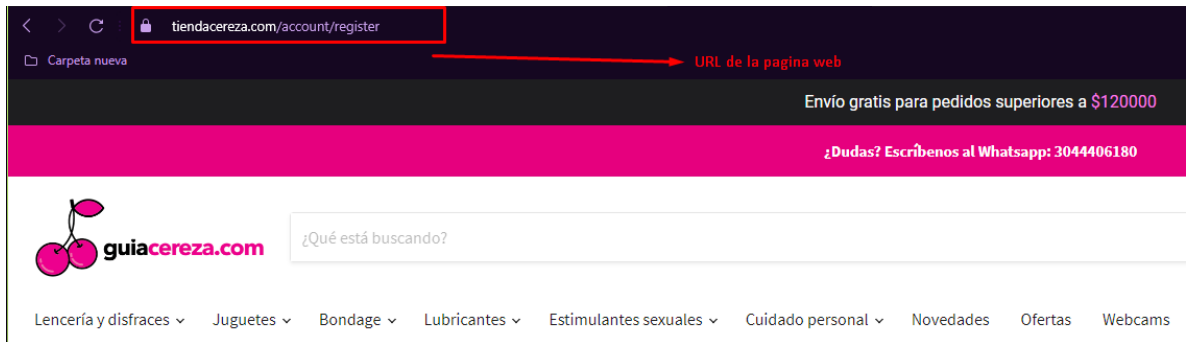 tiendacereza.com/account/register
Carpeta nueva
URL de la pagina web
Envío gratis para pedidos superiores a $120000
¿Dudas? Escríbenos al Whatsapp: 3044406180
guiacereza.com
¿Qué está buscando?
Lencería y disfraces Juguetes Bondage Lubricantes Estimulantes sexuales Cuidado personal Novedades Ofertas Webcams